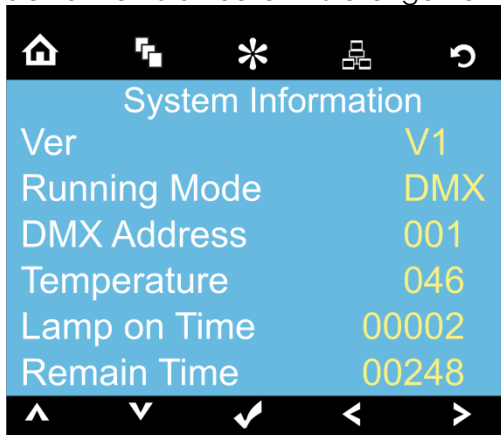 System Information
Ver V1
Running Mode DMX
DMX Address 001
Temperature 046
Lamp on Time 00002
Remain Time 00248